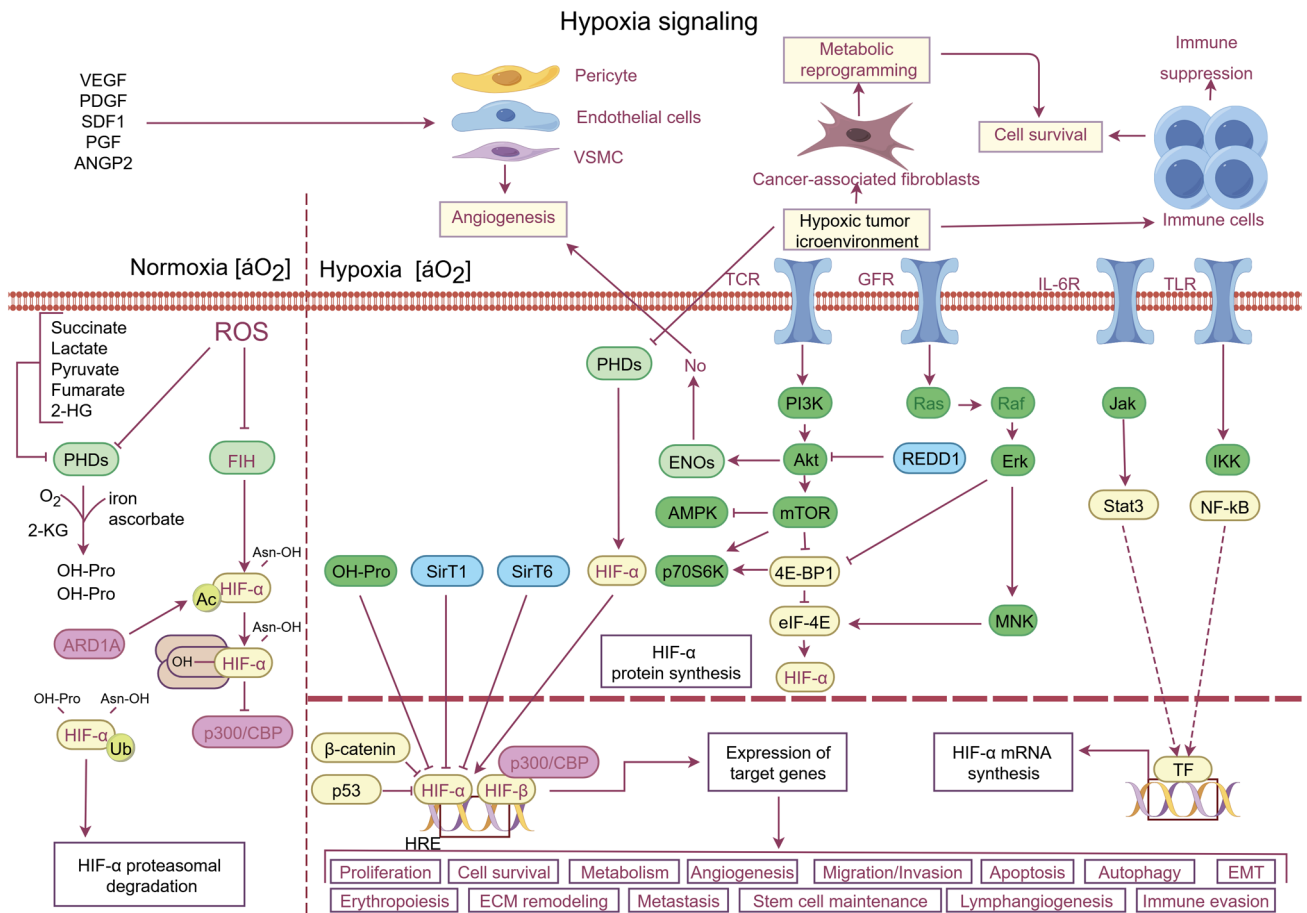 Hypoxia signaling
VEGF
PDGF
SDF1
PGF
ANGP2
Pericyte
Endothelial cells
VSMC
Angiogenesis
Metabolic
reprogramming
Cell survival
Immune
suppression
Cancer-associated fibroblasts
Hypoxic tumor
icroenvironment
Immune cells
Normoxia [áO2]
Hypoxia [áO2]
TCR
GFR
IL-6R
TLR
Succinate
Lactate
Pyruvate
Fumarate
2-HG
ROS
PHDs
FIH
O2
iron
ascorbate
2-KG
OH-Pro
OH-Pro
Asn-OH
HIF-α
Ac
ARD1A
Asn-OH
OH
HIF-α
p300/CBP
OH-Pro
Asn-OH
HIF-α
Ub
HIF-α proteasomal
degradation
PHDs
No
PI3K
Ras
Raf
Jak
ENOs
Akt
REDD1
Erk
IKK
AMPK
mTOR
Stat3
NF-kB
OH-Pro
SirT1
SirT6
HIF-α
p70S6K
4E-BP1
eIF-4E
MNK
HIF-α
protein synthesis
HIF-α
β-catenin
p53
HIF-α
HIF-β
p300/CBP
HRE
Expression of
target genes
HIF-α mRNA
synthesis
TF
Proliferation
Cell survival
Metabolism
Angiogenesis
Migration/Invasion
Apoptosis
Autophagy
EMT
Erythropoiesis
ECM remodeling
Metastasis
Stem cell maintenance
Lymphangiogenesis
Immune evasion